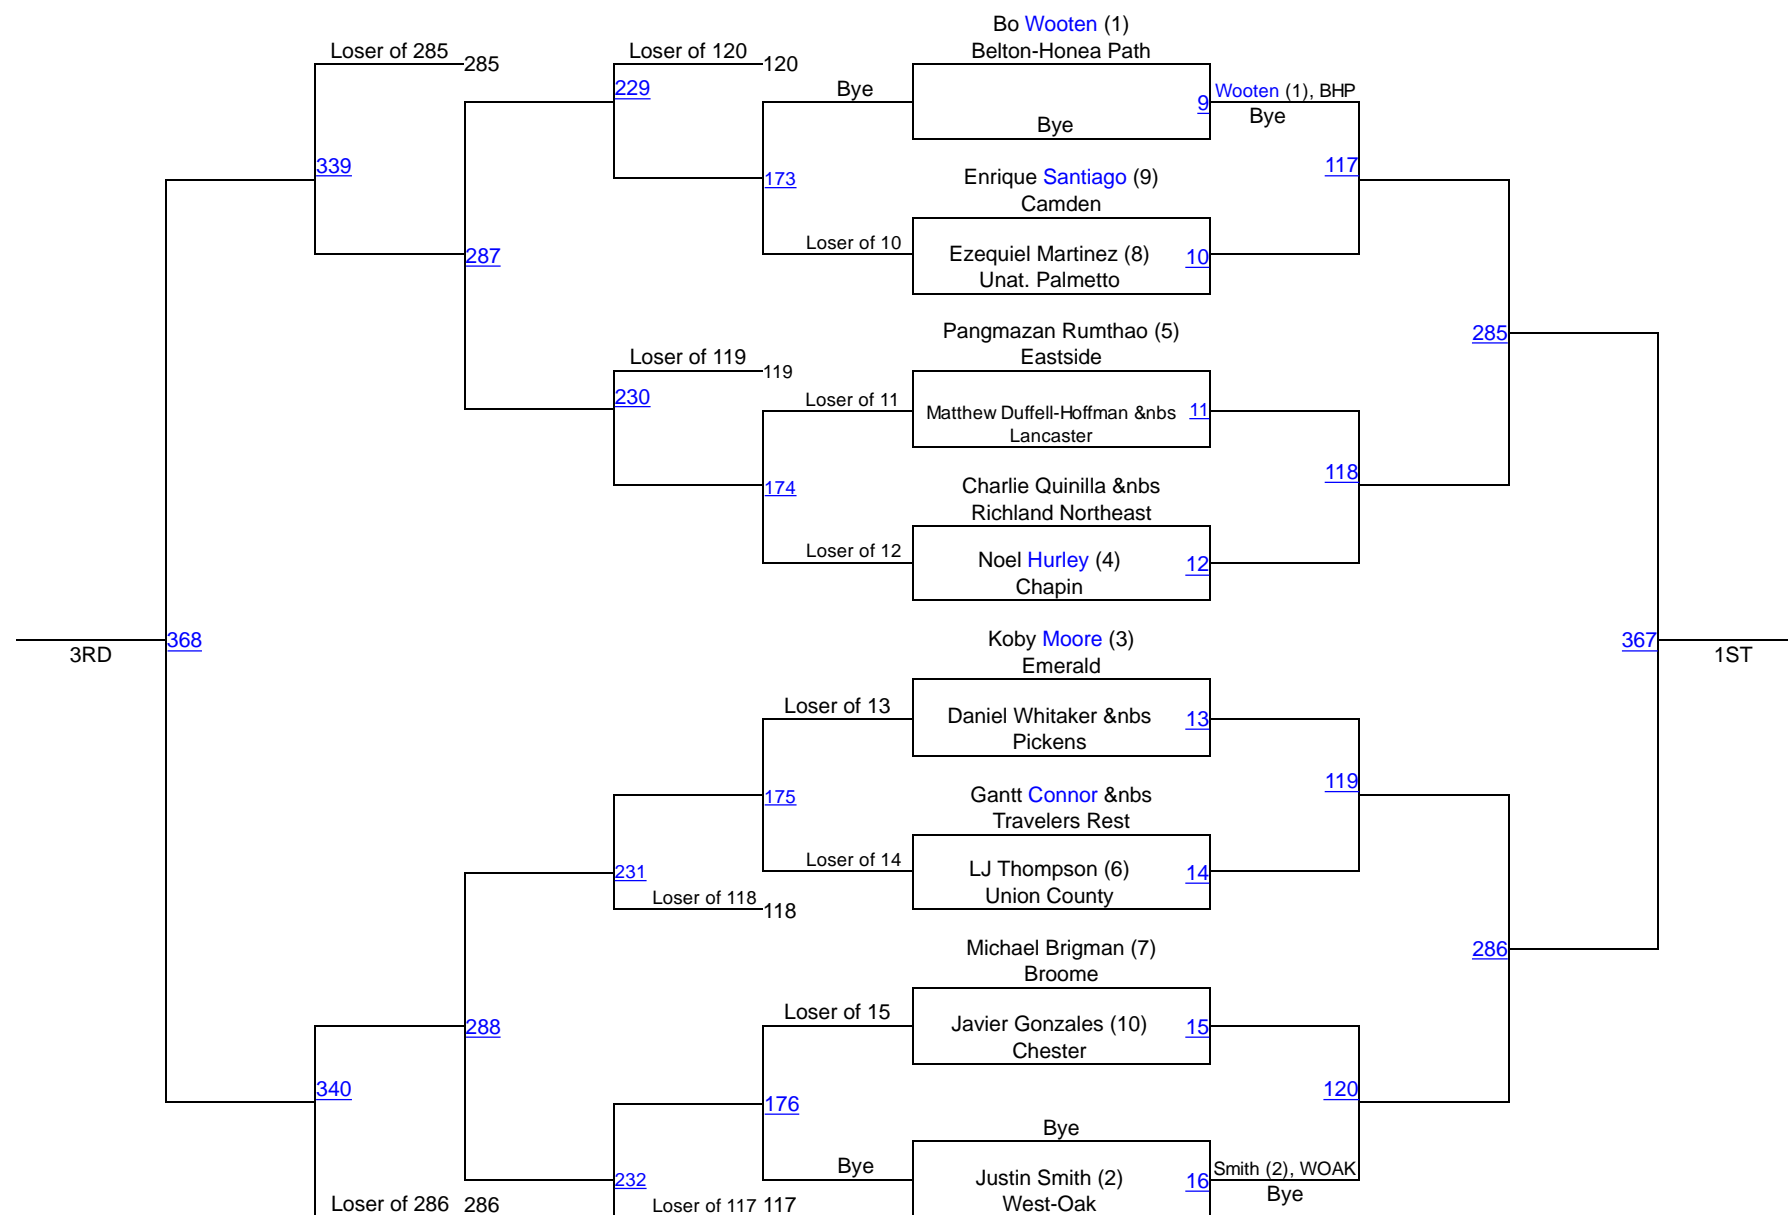 Bo Wooten (1)
Loser of 285
285
Loser of 120
120
Belton-Honea Path
229
Bye
9
Wooten (1), BHP
Bye
Bye
339
173
Enrique Santiago (9)
117
Camden
287
Loser of 10
Ezequiel Martinez (8)
10
Unat. Palmetto
Pangmazan Rumthao (5)
285
Loser of 119
119
Eastside
230
Loser of 11
Matthew Duffell-Hoffman &nbs
11
Lancaster
174
Charlie Quinilla &nbs
118
Richland Northeast
Loser of 12
Noel Hurley (4)
12
Chapin
368
3RD
Koby Moore (3)
367
1ST
Emerald
Loser of 13
Daniel Whitaker &nbs
13
Pickens
175
Gantt Connor &nbs
119
Travelers Rest
231
Loser of 14
LJ Thompson (6)
14
Union County
Loser of 118
118
Michael Brigman (7)
286
Broome
288
Loser of 15
Javier Gonzales (10)
15
Chester
340
176
120
Bye
232
Bye
Justin Smith (2)
16
Smith (2), WOAK
Bye
Loser of 286
286
Loser of 117
117
West-Oak